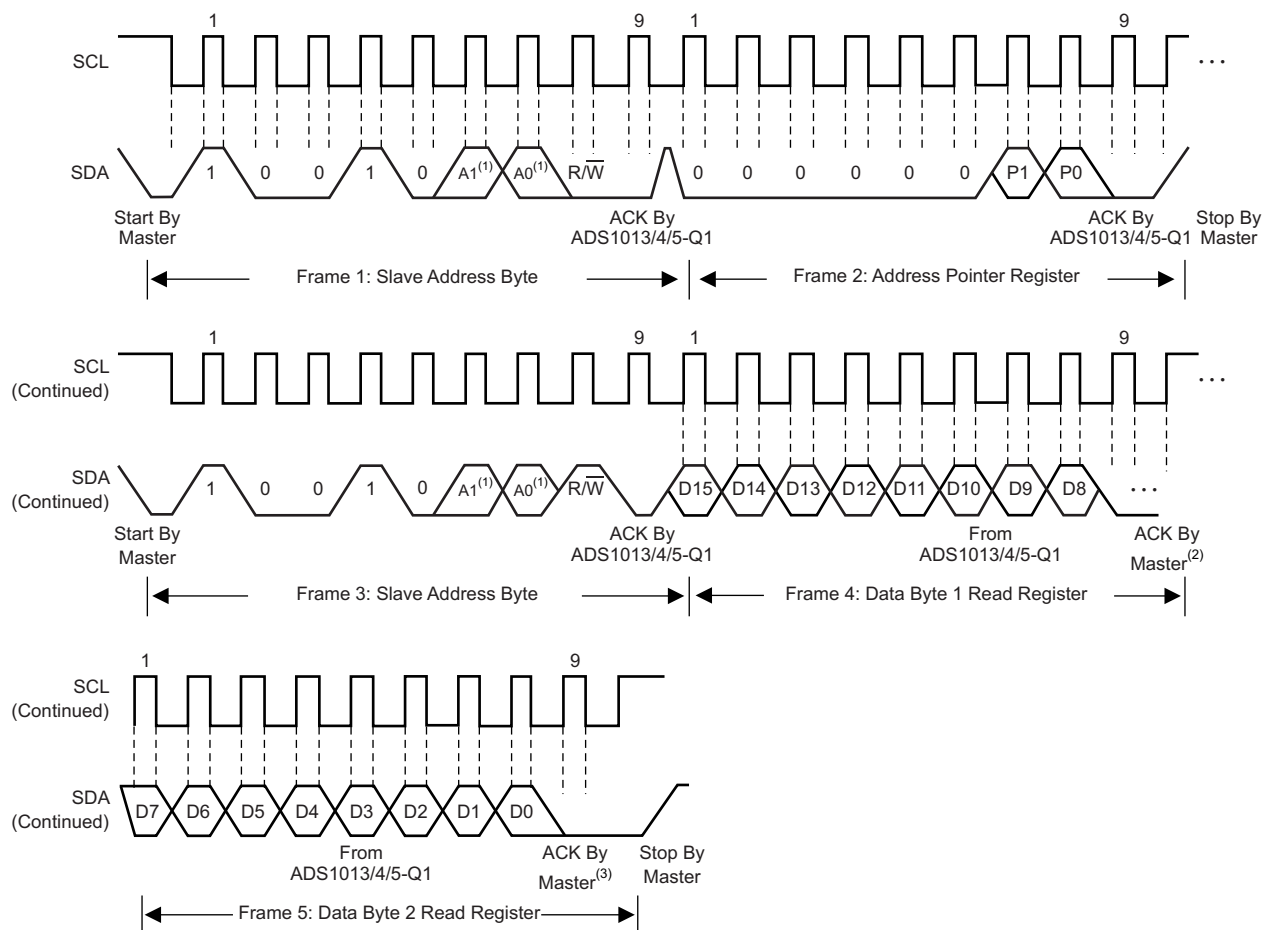 1 9 1 9
SCL ...
SDA 1 0 0 1 0 A1(1) A0(1) R/W̅ 0 0 0 0 0 0 P1 P0
Start By
Master
ACK By
ADS1013/4/5-Q1
ACK By
ADS1013/4/5-Q1
Stop By
Master
Frame 1: Slave Address Byte
Frame 2: Address Pointer Register
1 9 1 9
SCL
(Continued)
...
SDA
(Continued)
1 0 0 1 0 A1(1) A0(1) R/W̅ D15 D14 D13 D12 D11 D10 D9 D8 ...
Start By
Master
ACK By
ADS1013/4/5-Q1
From
ADS1013/4/5-Q1
ACK By
Master(2)
Frame 3: Slave Address Byte
Frame 4: Data Byte 1 Read Register
1 9
SCL
(Continued)
SDA
(Continued)
D7 D6 D5 D4 D3 D2 D1 D0
From
ADS1013/4/5-Q1
ACK By
Master(3)
Stop By
Master
Frame 5: Data Byte 2 Read Register